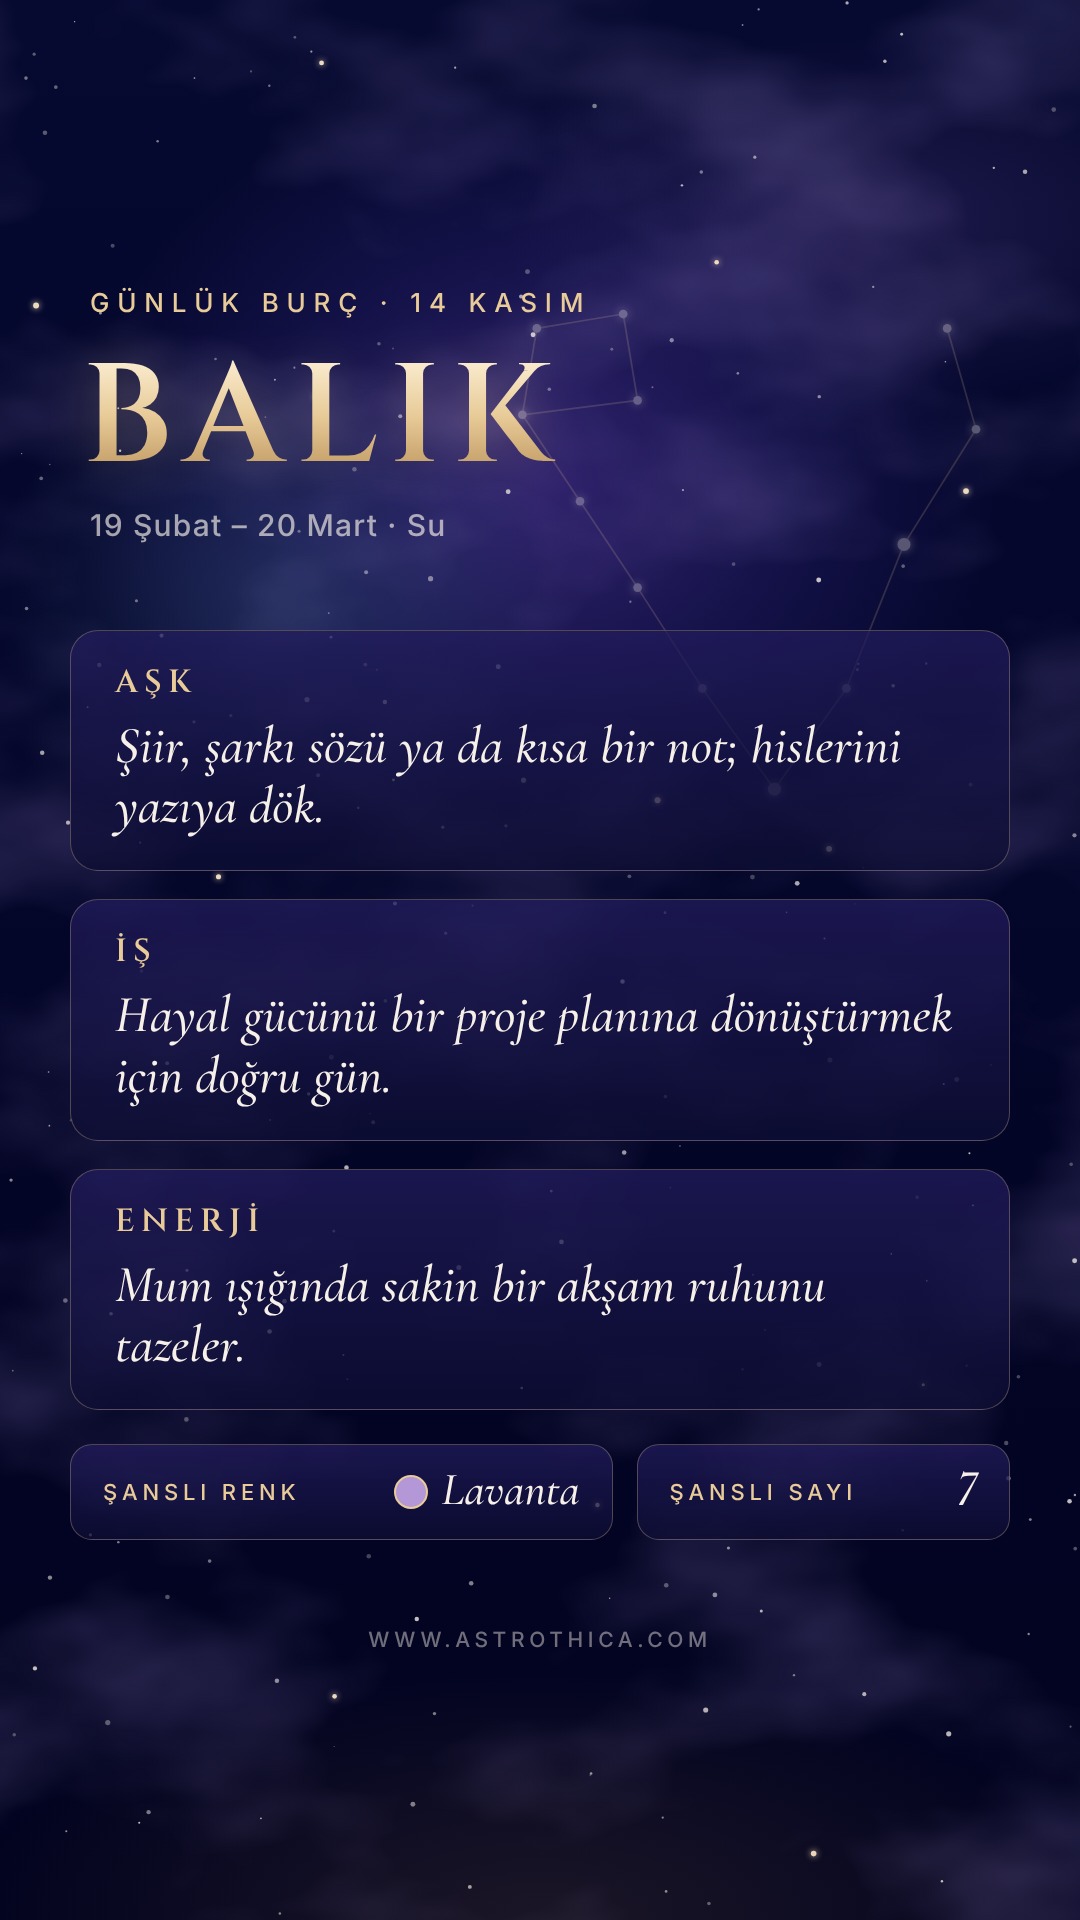 GÜNLÜK BURÇ · 14 KASIM
BALIK
19 Şubat – 20 Mart · Su
AŞK
Şiir, şarkı sözü ya da kısa bir not; hislerini
yazıya dök.
İŞ
Hayal gücünü bir proje planına dönüştürmek
için doğru gün.
ENERJİ
Mum ışığında sakin bir akşam ruhunu
tazeler.
ŞANSLI RENK
Lavanta
ŞANSLI SAYI
7
WWW.ASTROTHICA.COM